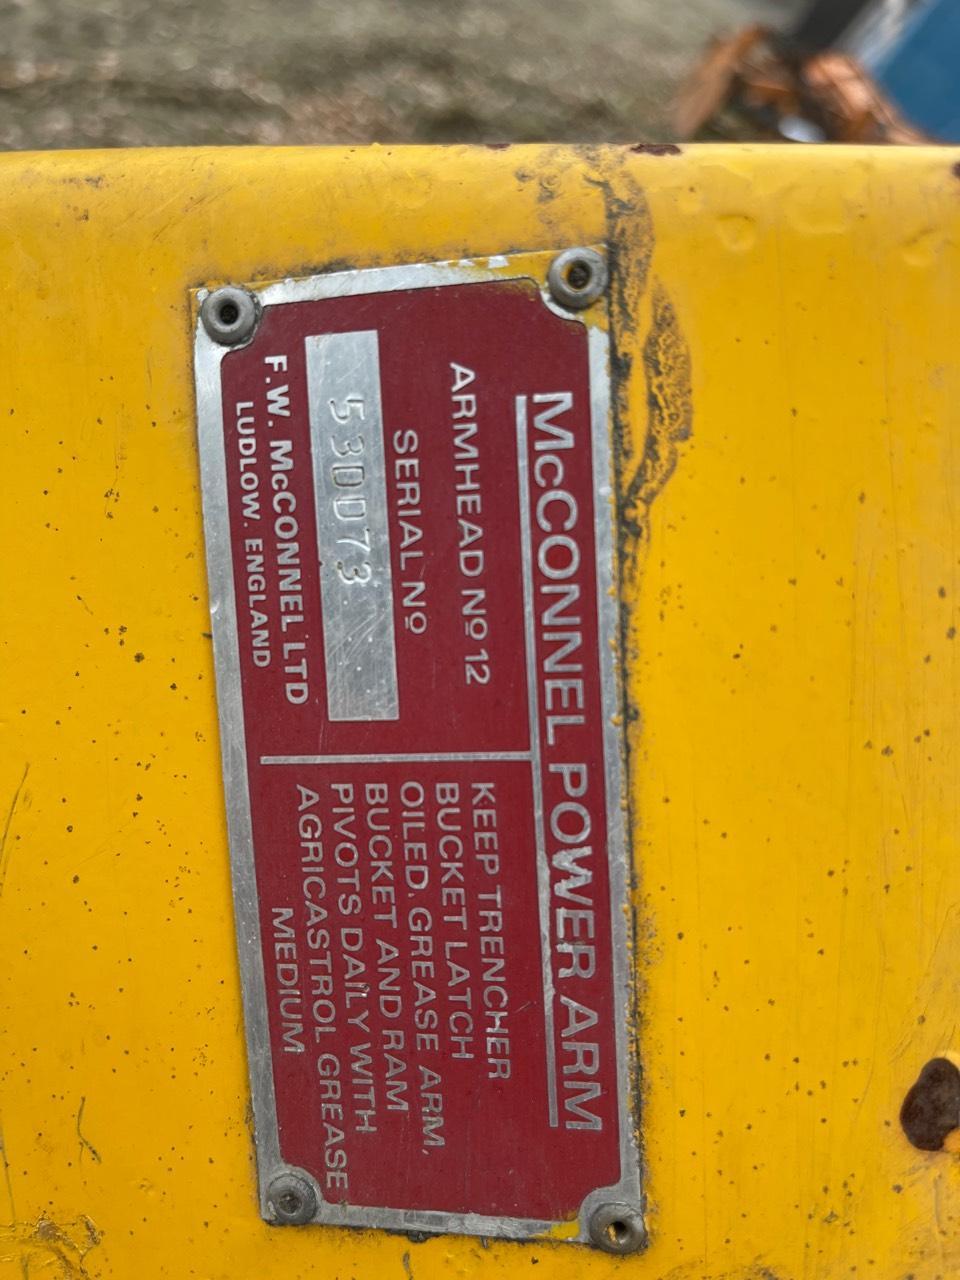 McCONNEL POWER ARM
ARMHEAD Nº 12
SERIAL Nº
53DD73
F.W. McCONNEL LTD
LUDLOW. ENGLAND
KEEP TRENCHER
BUCKET LATCH
OILED. GREASE ARM,
BUCKET AND RAM
PIVOTS DAILY WITH
AGRICASTROL GREASE
MEDIUM